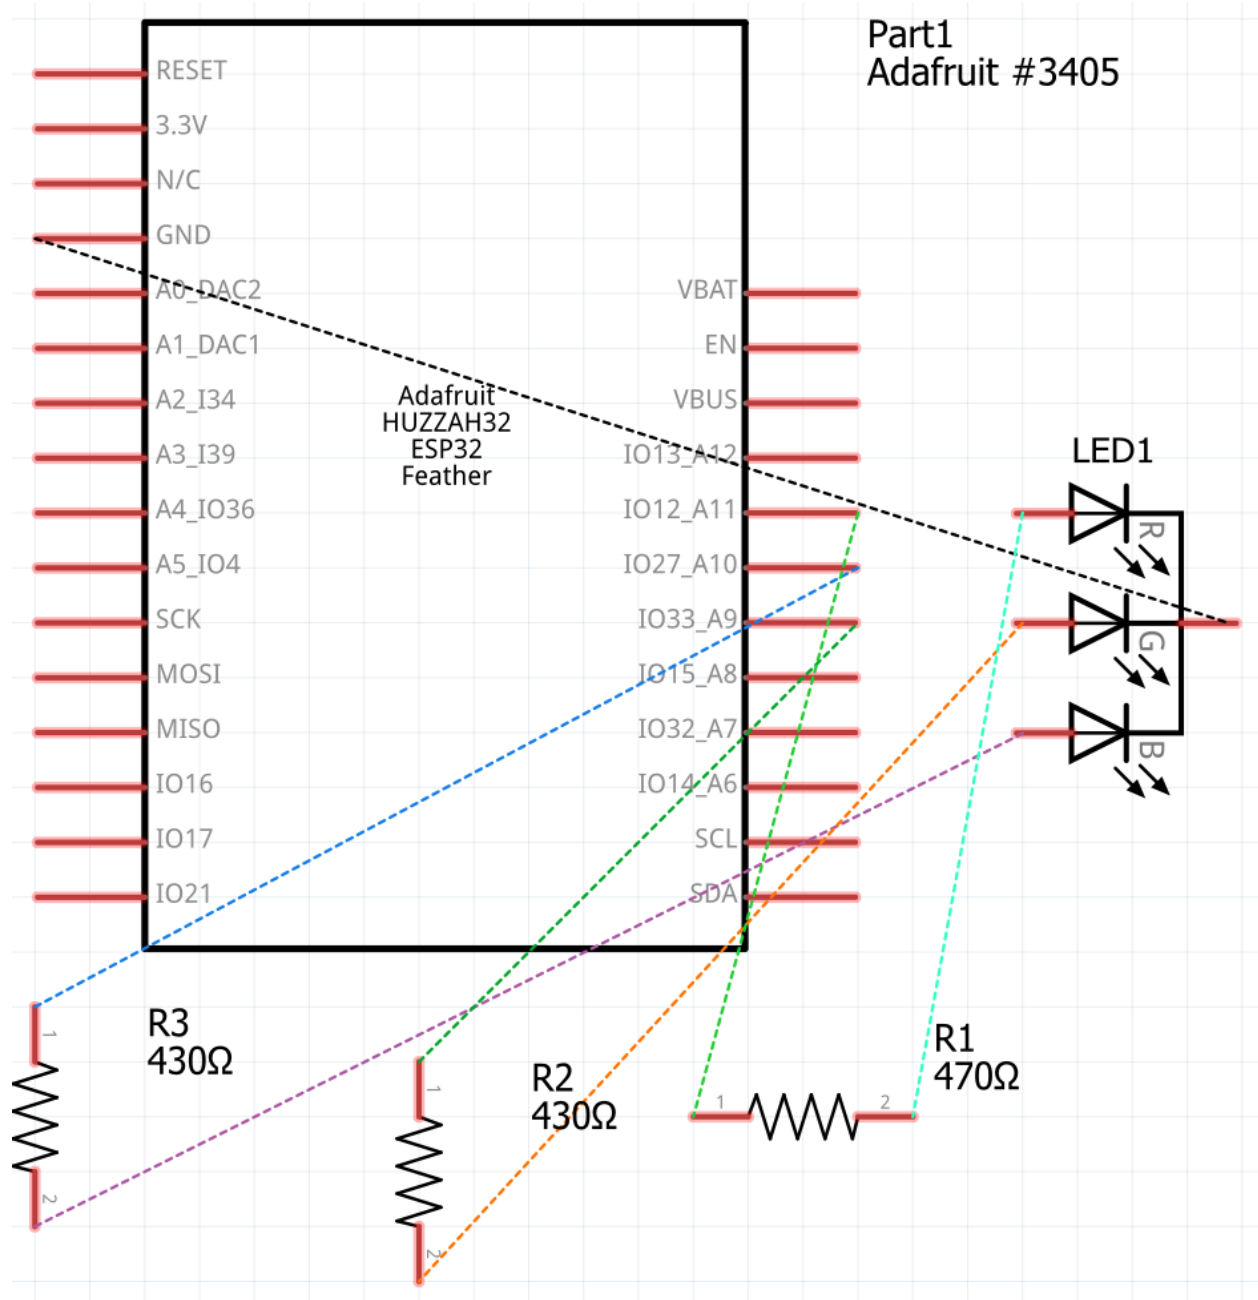 Part1
Adafruit #3405
RESET
3.3V
N/C
GND
A0_DAC2
A1_DAC1
A2_I34
A3_I39
A4_IO36
A5_IO4
SCK
MOSI
MISO
IO16
IO17
IO21
Adafruit
HUZZAH32
ESP32
Feather
VBAT
EN
VBUS
IO13_A12
IO12_A11
IO27_A10
IO33_A9
IO15_A8
IO32_A7
IO14_A6
SCL
SDA
LED1
R
G
B
1
R3
430Ω
2
1
R2
430Ω
2
R1
470Ω
1
2